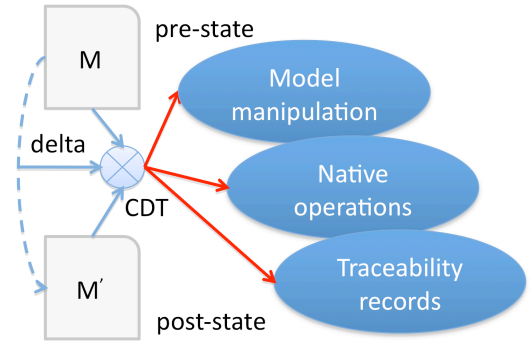 pre-state
M
Model
manipulation
delta
Native
operations
CDT
Traceability
records
M′
post-state